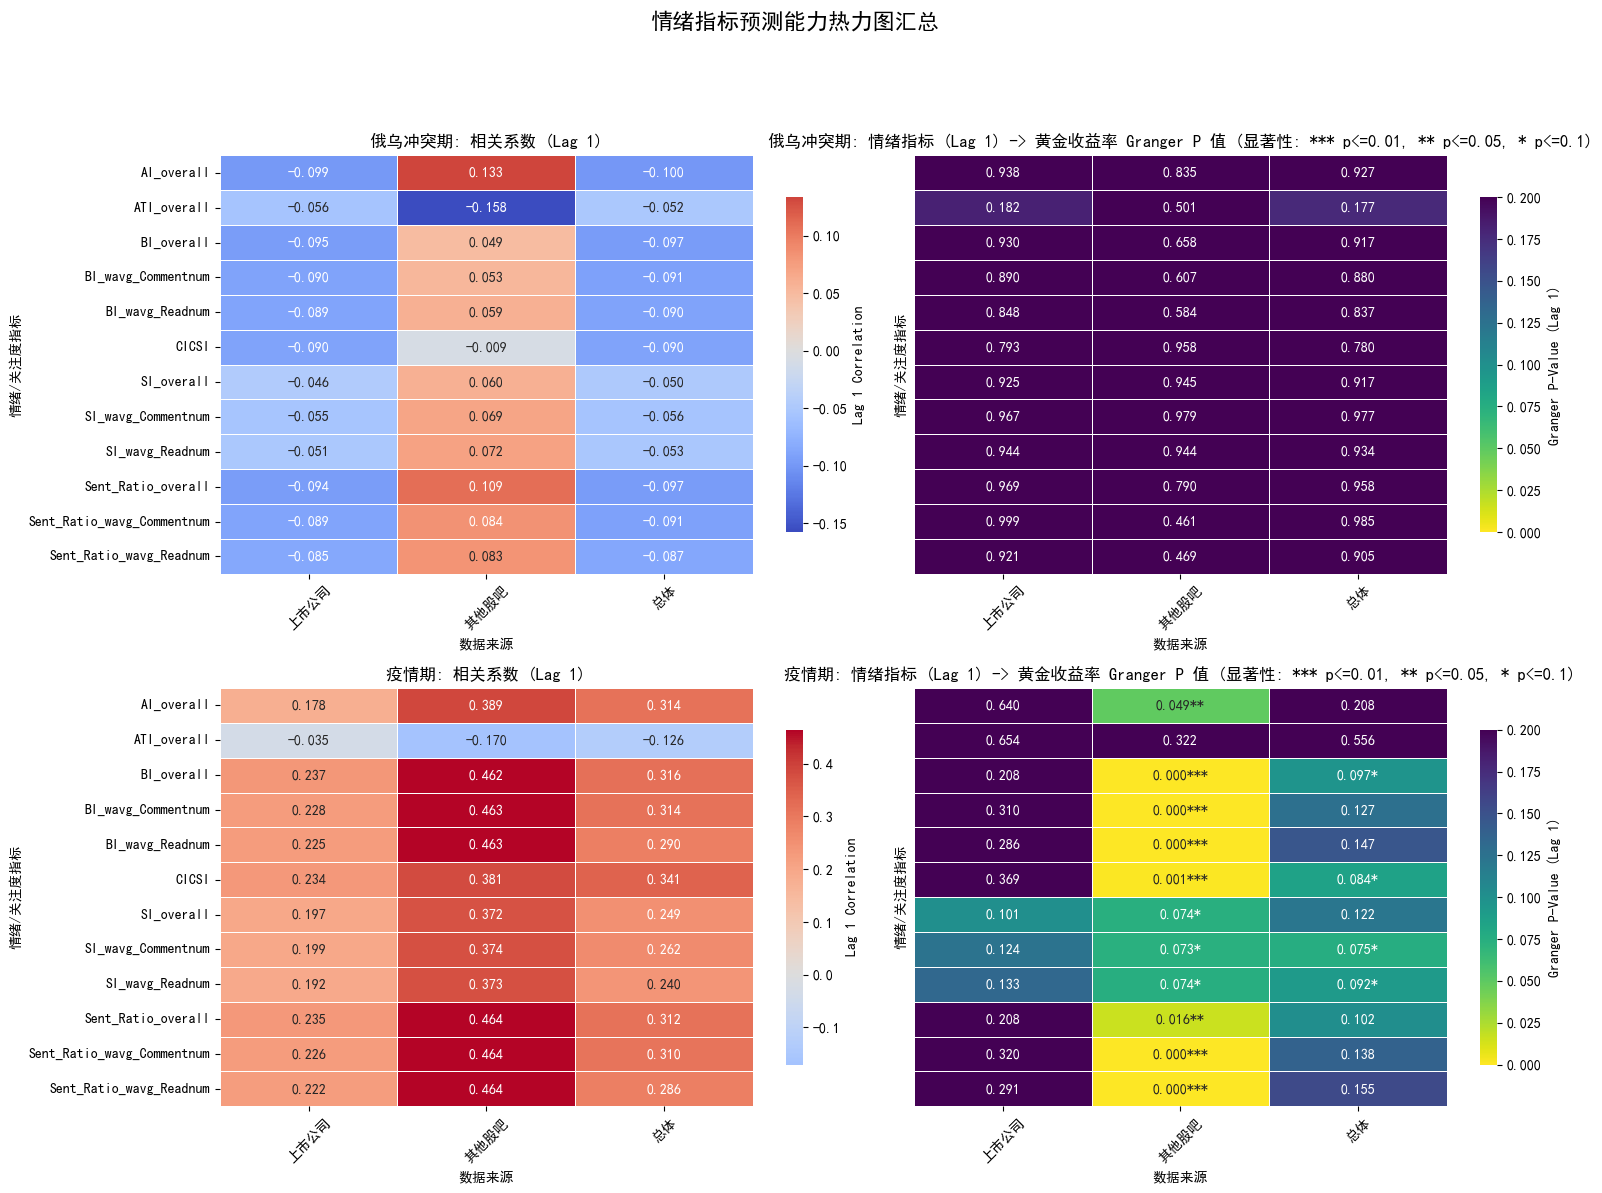 情绪指标预测能力热力图汇总
俄乌冲突期: 相关系数 (Lag 1)
情绪/关注度指标
AI_overall -0.099 0.133 -0.100
ATI_overall -0.056 -0.158 -0.052
BI_overall -0.095 0.049 -0.097
BI_wavg_Commentnum -0.090 0.053 -0.091
BI_wavg_Readnum -0.089 0.059 -0.090
CICSI -0.090 -0.009 -0.090
SI_overall -0.046 0.060 -0.050
SI_wavg_Commentnum -0.055 0.069 -0.056
SI_wavg_Readnum -0.051 0.072 -0.053
Sent_Ratio_overall -0.094 0.109 -0.097
Sent_Ratio_wavg_Commentnum -0.089 0.084 -0.091
Sent_Ratio_wavg_Readnum -0.085 0.083 -0.087
上市公司 其他股吧 总体
数据来源
0.10
0.05
0.00
-0.05
-0.10
-0.15
Lag 1 Correlation
俄乌冲突期: 情绪指标 (Lag 1) -> 黄金收益率 Granger P 值 (显著性: *** p<=0.01, ** p<=0.05, * p<=0.1)
情绪/关注度指标
0.938 0.835 0.927
0.182 0.501 0.177
0.930 0.658 0.917
0.890 0.607 0.880
0.848 0.584 0.837
0.793 0.958 0.780
0.925 0.945 0.917
0.967 0.979 0.977
0.944 0.944 0.934
0.969 0.790 0.958
0.999 0.461 0.985
0.921 0.469 0.905
上市公司 其他股吧 总体
数据来源
0.200
0.175
0.150
0.125
0.100
0.075
0.050
0.025
0.000
Granger P-Value (Lag 1)
疫情期: 相关系数 (Lag 1)
情绪/关注度指标
AI_overall 0.178 0.389 0.314
ATI_overall -0.035 -0.170 -0.126
BI_overall 0.237 0.462 0.316
BI_wavg_Commentnum 0.228 0.463 0.314
BI_wavg_Readnum 0.225 0.463 0.290
CICSI 0.234 0.381 0.341
SI_overall 0.197 0.372 0.249
SI_wavg_Commentnum 0.199 0.374 0.262
SI_wavg_Readnum 0.192 0.373 0.240
Sent_Ratio_overall 0.235 0.464 0.312
Sent_Ratio_wavg_Commentnum 0.226 0.464 0.310
Sent_Ratio_wavg_Readnum 0.222 0.464 0.286
上市公司 其他股吧 总体
数据来源
0.4
0.3
0.2
0.1
0.0
-0.1
Lag 1 Correlation
疫情期: 情绪指标 (Lag 1) -> 黄金收益率 Granger P 值 (显著性: *** p<=0.01, ** p<=0.05, * p<=0.1)
情绪/关注度指标
0.640 0.049** 0.208
0.654 0.322 0.556
0.208 0.000*** 0.097*
0.310 0.000*** 0.127
0.286 0.000*** 0.147
0.369 0.001*** 0.084*
0.101 0.074* 0.122
0.124 0.073* 0.075*
0.133 0.074* 0.092*
0.208 0.016** 0.102
0.320 0.000*** 0.138
0.291 0.000*** 0.155
上市公司 其他股吧 总体
数据来源
0.200
0.175
0.150
0.125
0.100
0.075
0.050
0.025
0.000
Granger P-Value (Lag 1)